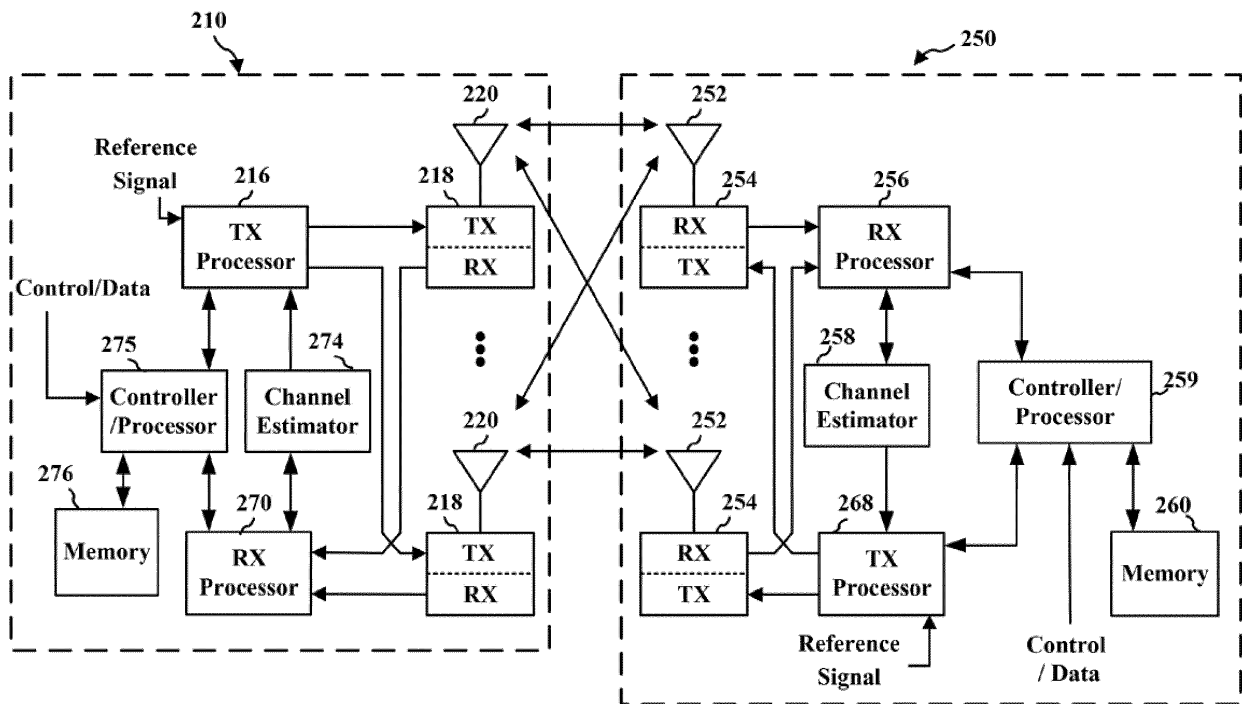 210
250
220
252
Reference
Signal
216
218
254
256
TX
Processor
TX
RX
RX
TX
RX
Processor
Control/Data
275
274
258
Controller
/Processor
Channel
Estimator
Channel
Estimator
Controller/
Processor
259
220
252
276
270
218
254
268
260
Memory
RX
Processor
TX
RX
RX
TX
TX
Processor
Memory
Reference
Signal
Control
/ Data